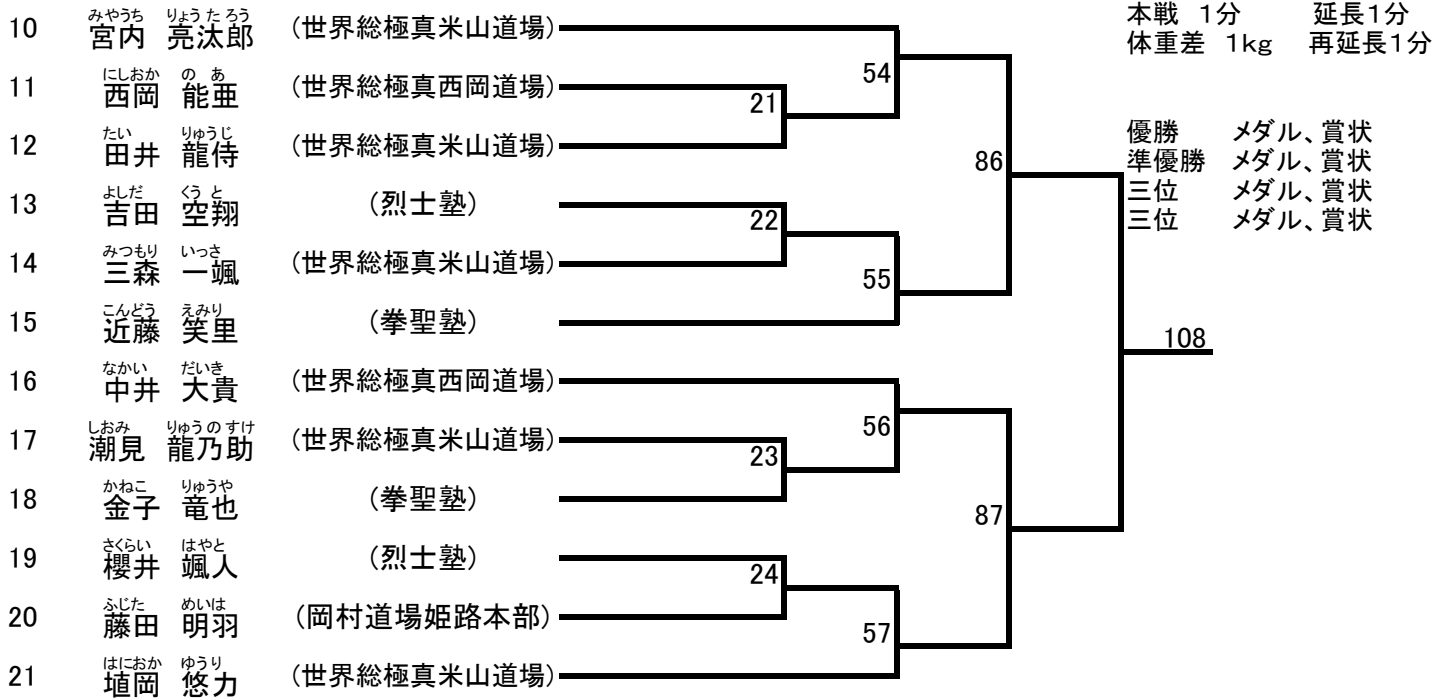 みやうち りょうたろう
10 宮内 亮汰郎 (世界総極真米山道場)
にしおか のあ
11 西岡 能亜 (世界総極真西岡道場)
たい りゅうじ
12 田井 龍侍 (世界総極真米山道場)
よしだ くうと
13 吉田 空翔 (烈士塾)
みつもり いっさ
14 三森 一颯 (世界総極真米山道場)
こんどう えみり
15 近藤 笑里 (拳聖塾)
なかい だいき
16 中井 大貴 (世界総極真西岡道場)
しおみ りゅうのすけ
17 潮見 龍乃助 (世界総極真米山道場)
かねこ りゅうや
18 金子 竜也 (拳聖塾)
さくらい はやと
19 櫻井 颯人 (烈士塾)
ふじた めいは
20 藤田 明羽 (岡村道場姫路本部)
はにおか ゆうり
21 埴岡 悠力 (世界総極真米山道場)
21
22
23
24
54
55
56
57
86
87
108
本戦 1分 延長1分
体重差 1kg 再延長1分
優勝 メダル、賞状
準優勝 メダル、賞状
三位 メダル、賞状
三位 メダル、賞状